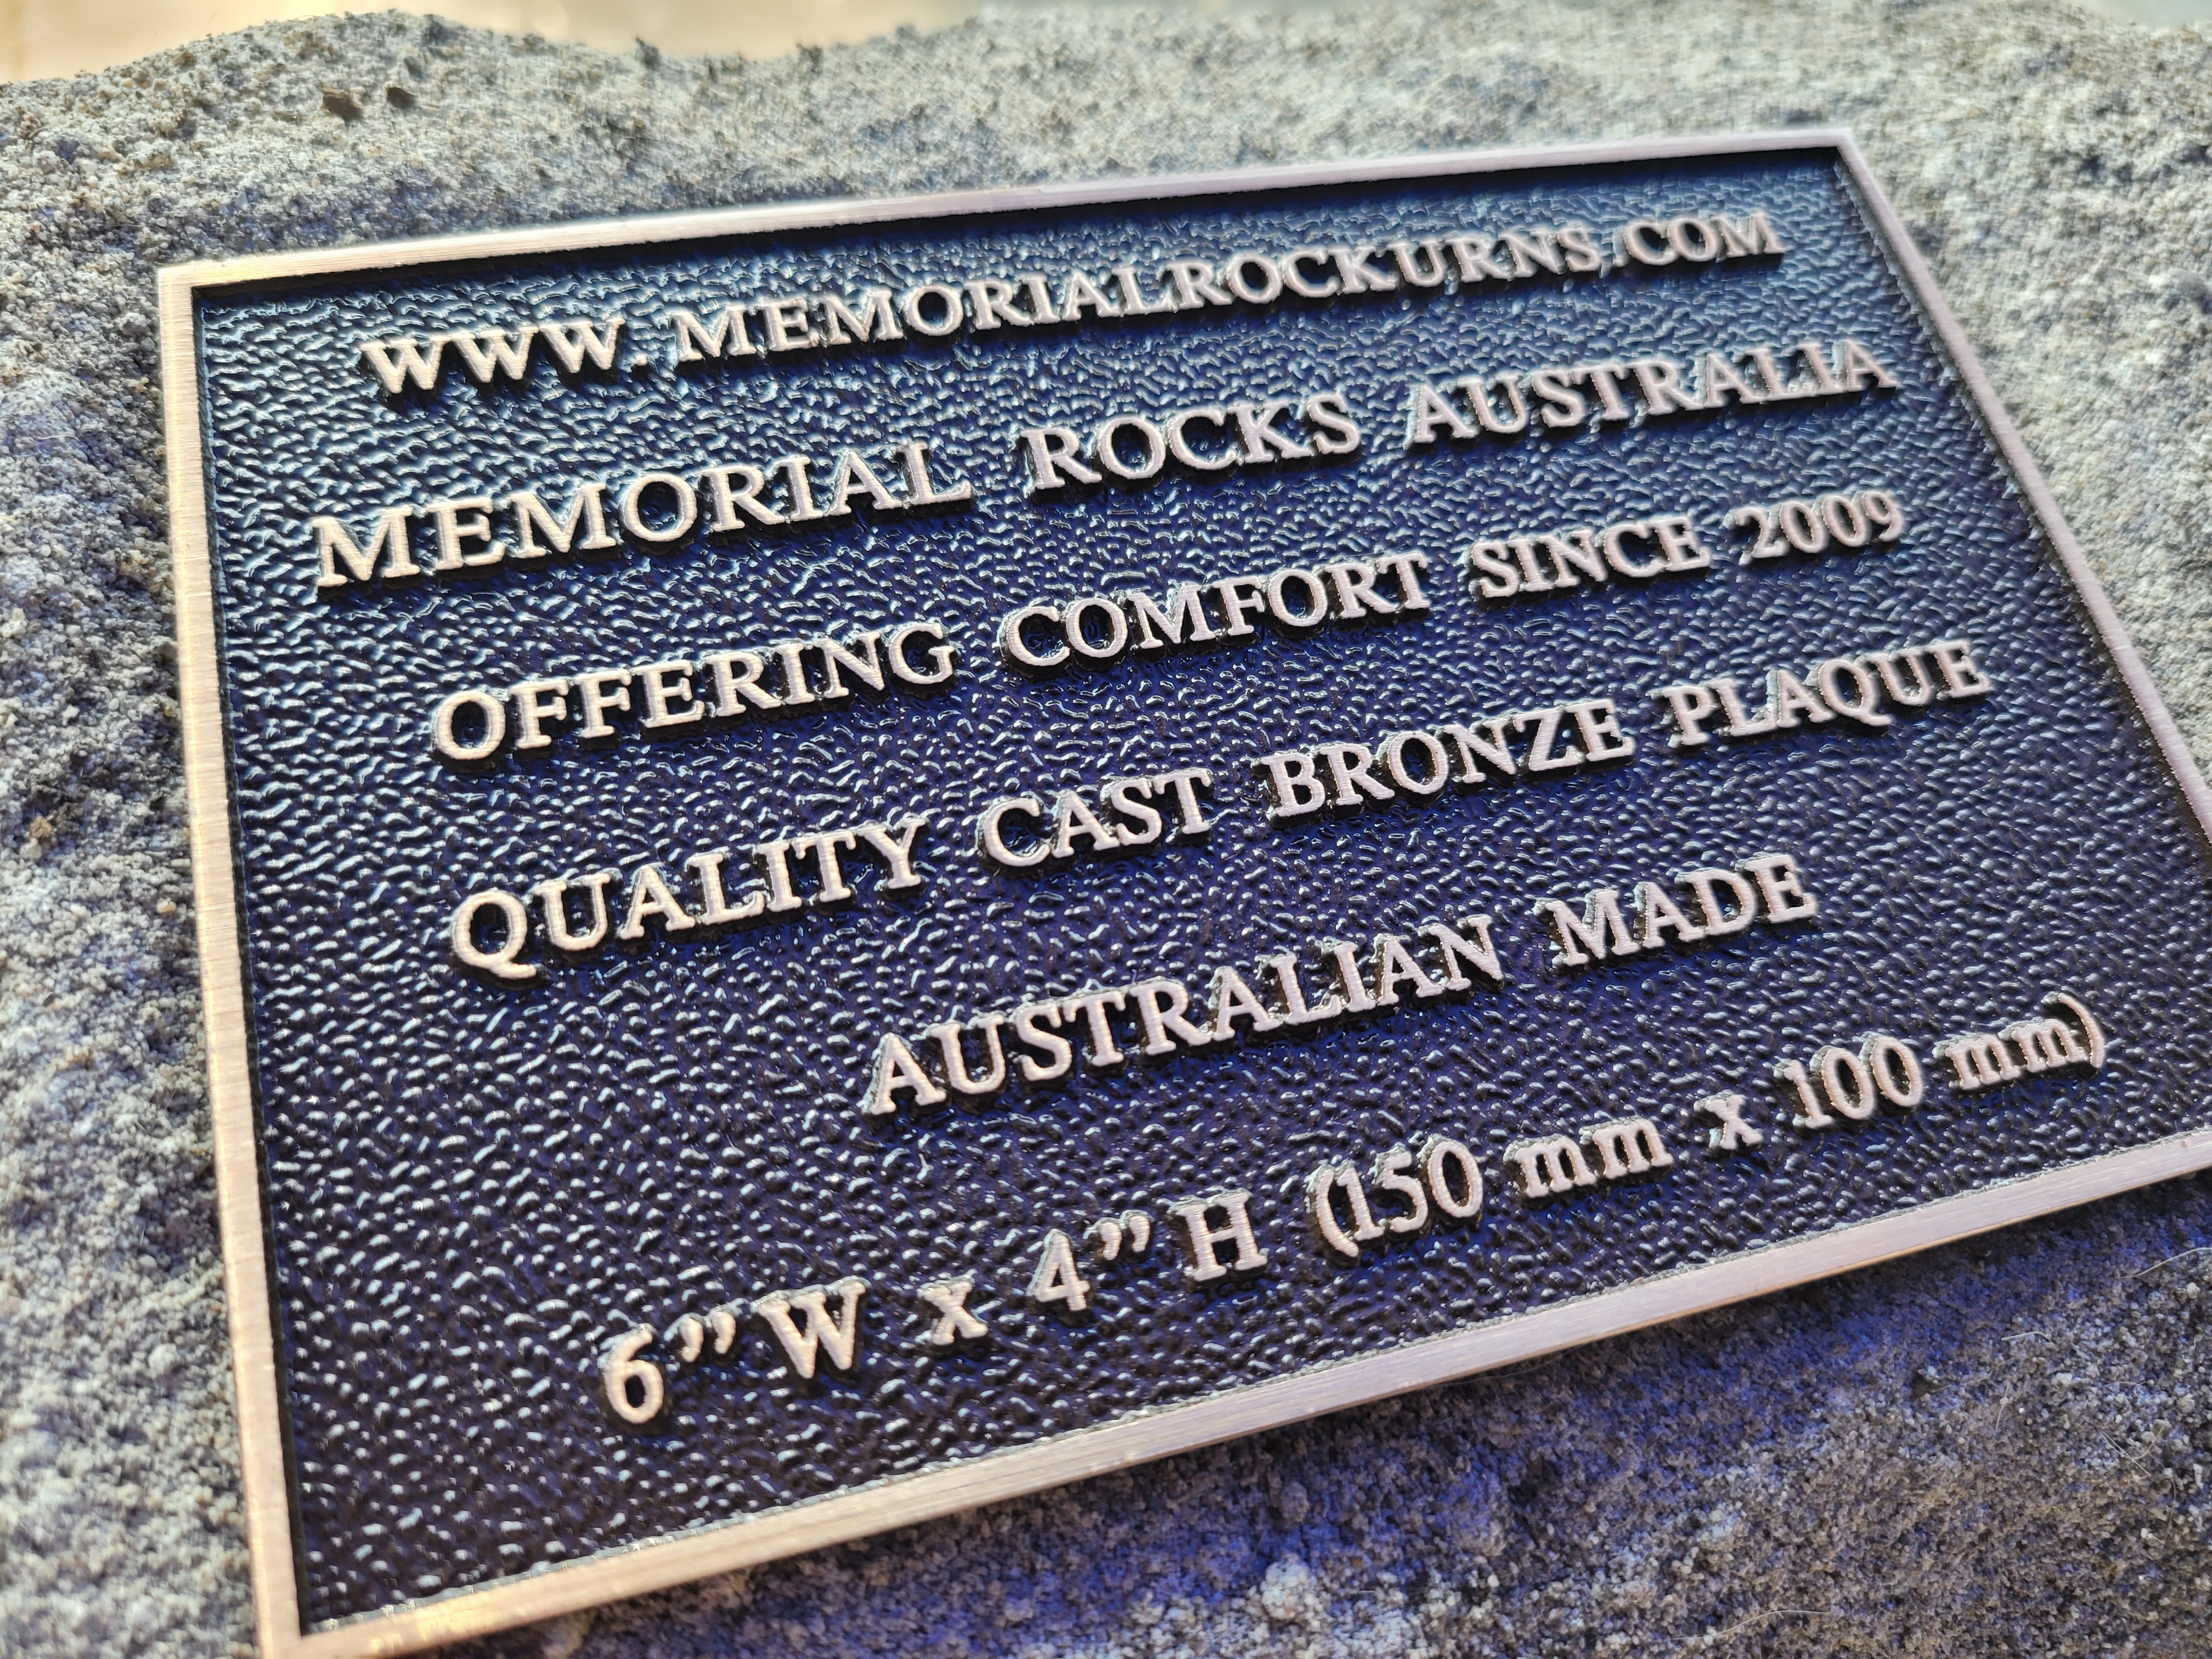 WWW.MEMORIALROCKURNS.COM
MEMORIAL ROCKS AUSTRALIA
OFFERING COMFORT SINCE 2009
QUALITY CAST BRONZE PLAQUE
AUSTRALIAN MADE
6”W x 4”H (150 mm x 100 mm)